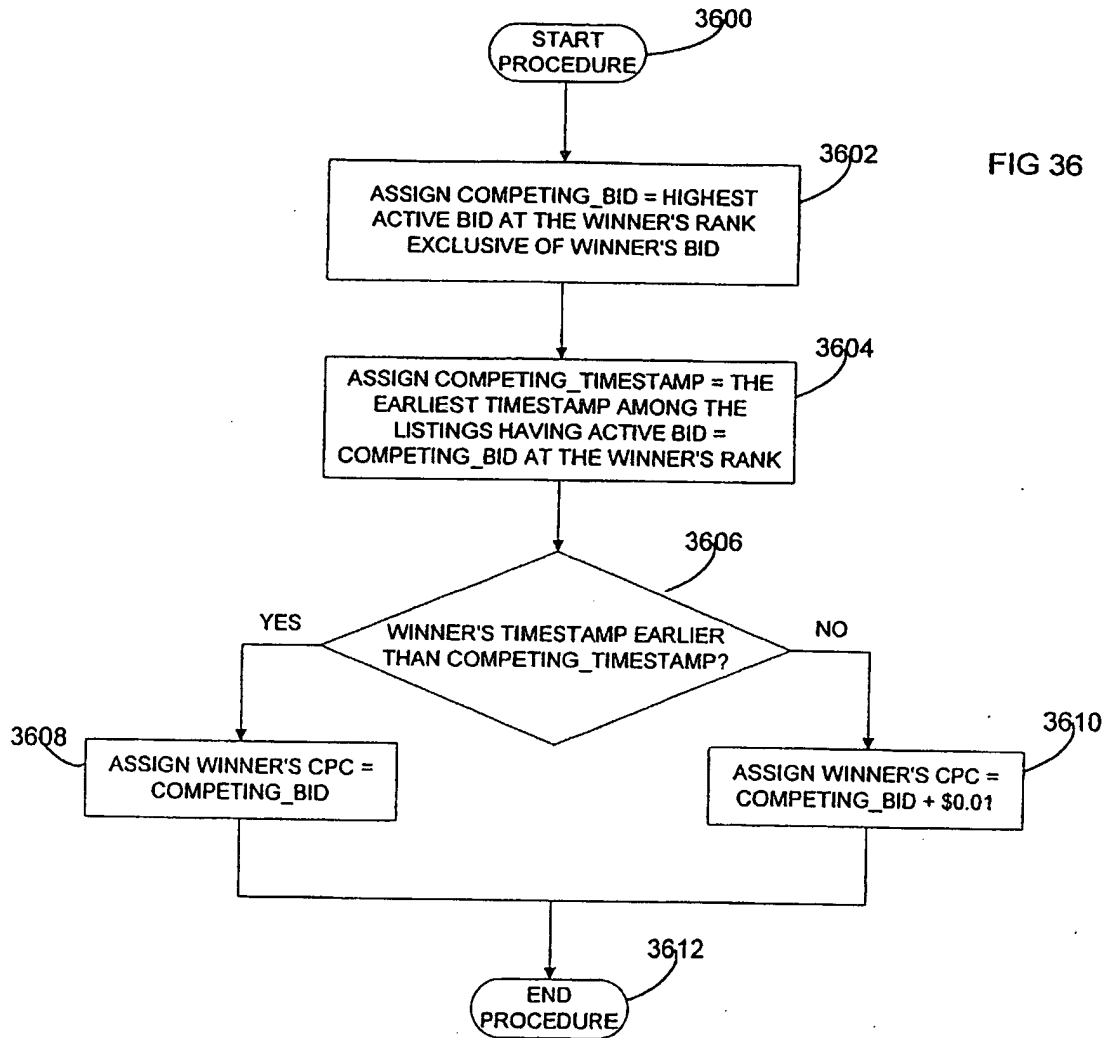 3600
START
PROCEDURE
FIG 36
3602
ASSIGN COMPETING_BID = HIGHEST
ACTIVE BID AT THE WINNER'S RANK
EXCLUSIVE OF WINNER'S BID
3604
ASSIGN COMPETING_TIMESTAMP = THE
EARLIEST TIMESTAMP AMONG THE
LISTINGS HAVING ACTIVE BID =
COMPETING_BID AT THE WINNER'S RANK
3606
YES
WINNER'S TIMESTAMP EARLIER
THAN COMPETING_TIMESTAMP?
NO
3608
ASSIGN WINNER'S CPC =
COMPETING_BID
3610
ASSIGN WINNER'S CPC =
COMPETING_BID + $0.01
3612
END
PROCEDURE